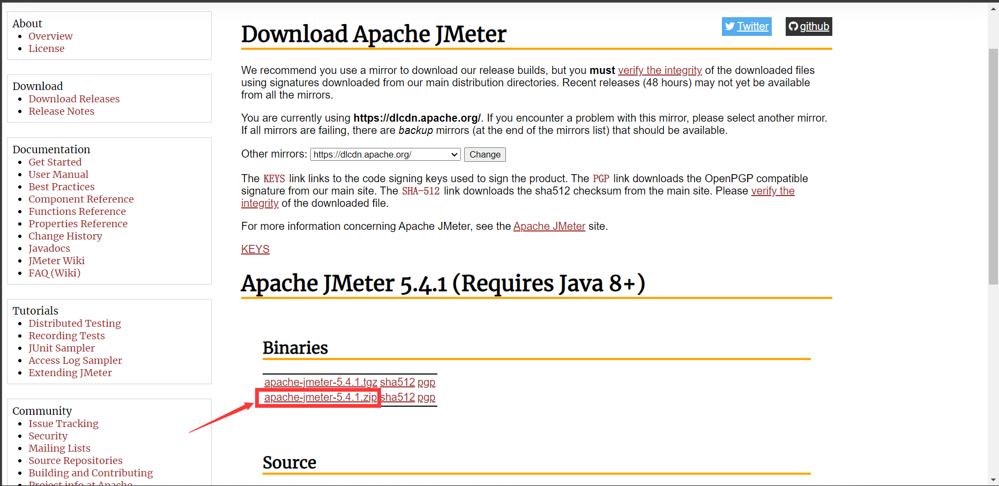 About
Overview
License
Download
Download Releases
Release Notes
Documentation
Get Started
User Manual
Best Practices
Component Reference
Functions Reference
Properties Reference
Change History
Javadocs
JMeter Wiki
FAQ (Wiki)
Tutorials
Distributed Testing
Recording Tests
JUnit Sampler
Access Log Sampler
Extending JMeter
Community
Issue Tracking
Security
Mailing Lists
Source Repositories
Building and Contributing
Project info at Apache
Twitter
github
Download Apache JMeter
We recommend you use a mirror to download our release builds, but you must verify the integrity of the downloaded files
using signatures downloaded from our main distribution directories. Recent releases (48 hours) may not yet be available
from all the mirrors.
You are currently using https://dlcdn.apache.org/. If you encounter a problem with this mirror, please select another mirror.
If all mirrors are failing, there are backup mirrors (at the end of the mirrors list) that should be available.
Other mirrors: https://dlcdn.apache.org/ Change
The KEYS link links to the code signing keys used to sign the product. The PGP link downloads the OpenPGP compatible
signature from our main site. The SHA-512 link downloads the sha512 checksum from the main site. Please verify the
integrity of the downloaded file.
For more information concerning Apache JMeter, see the Apache JMeter site.
KEYS
Apache JMeter 5.4.1 (Requires Java 8+)
Binaries
apache-jmeter-5.4.1.tgz sha512 pgp
apache-jmeter-5.4.1.zip sha512 pgp
Source